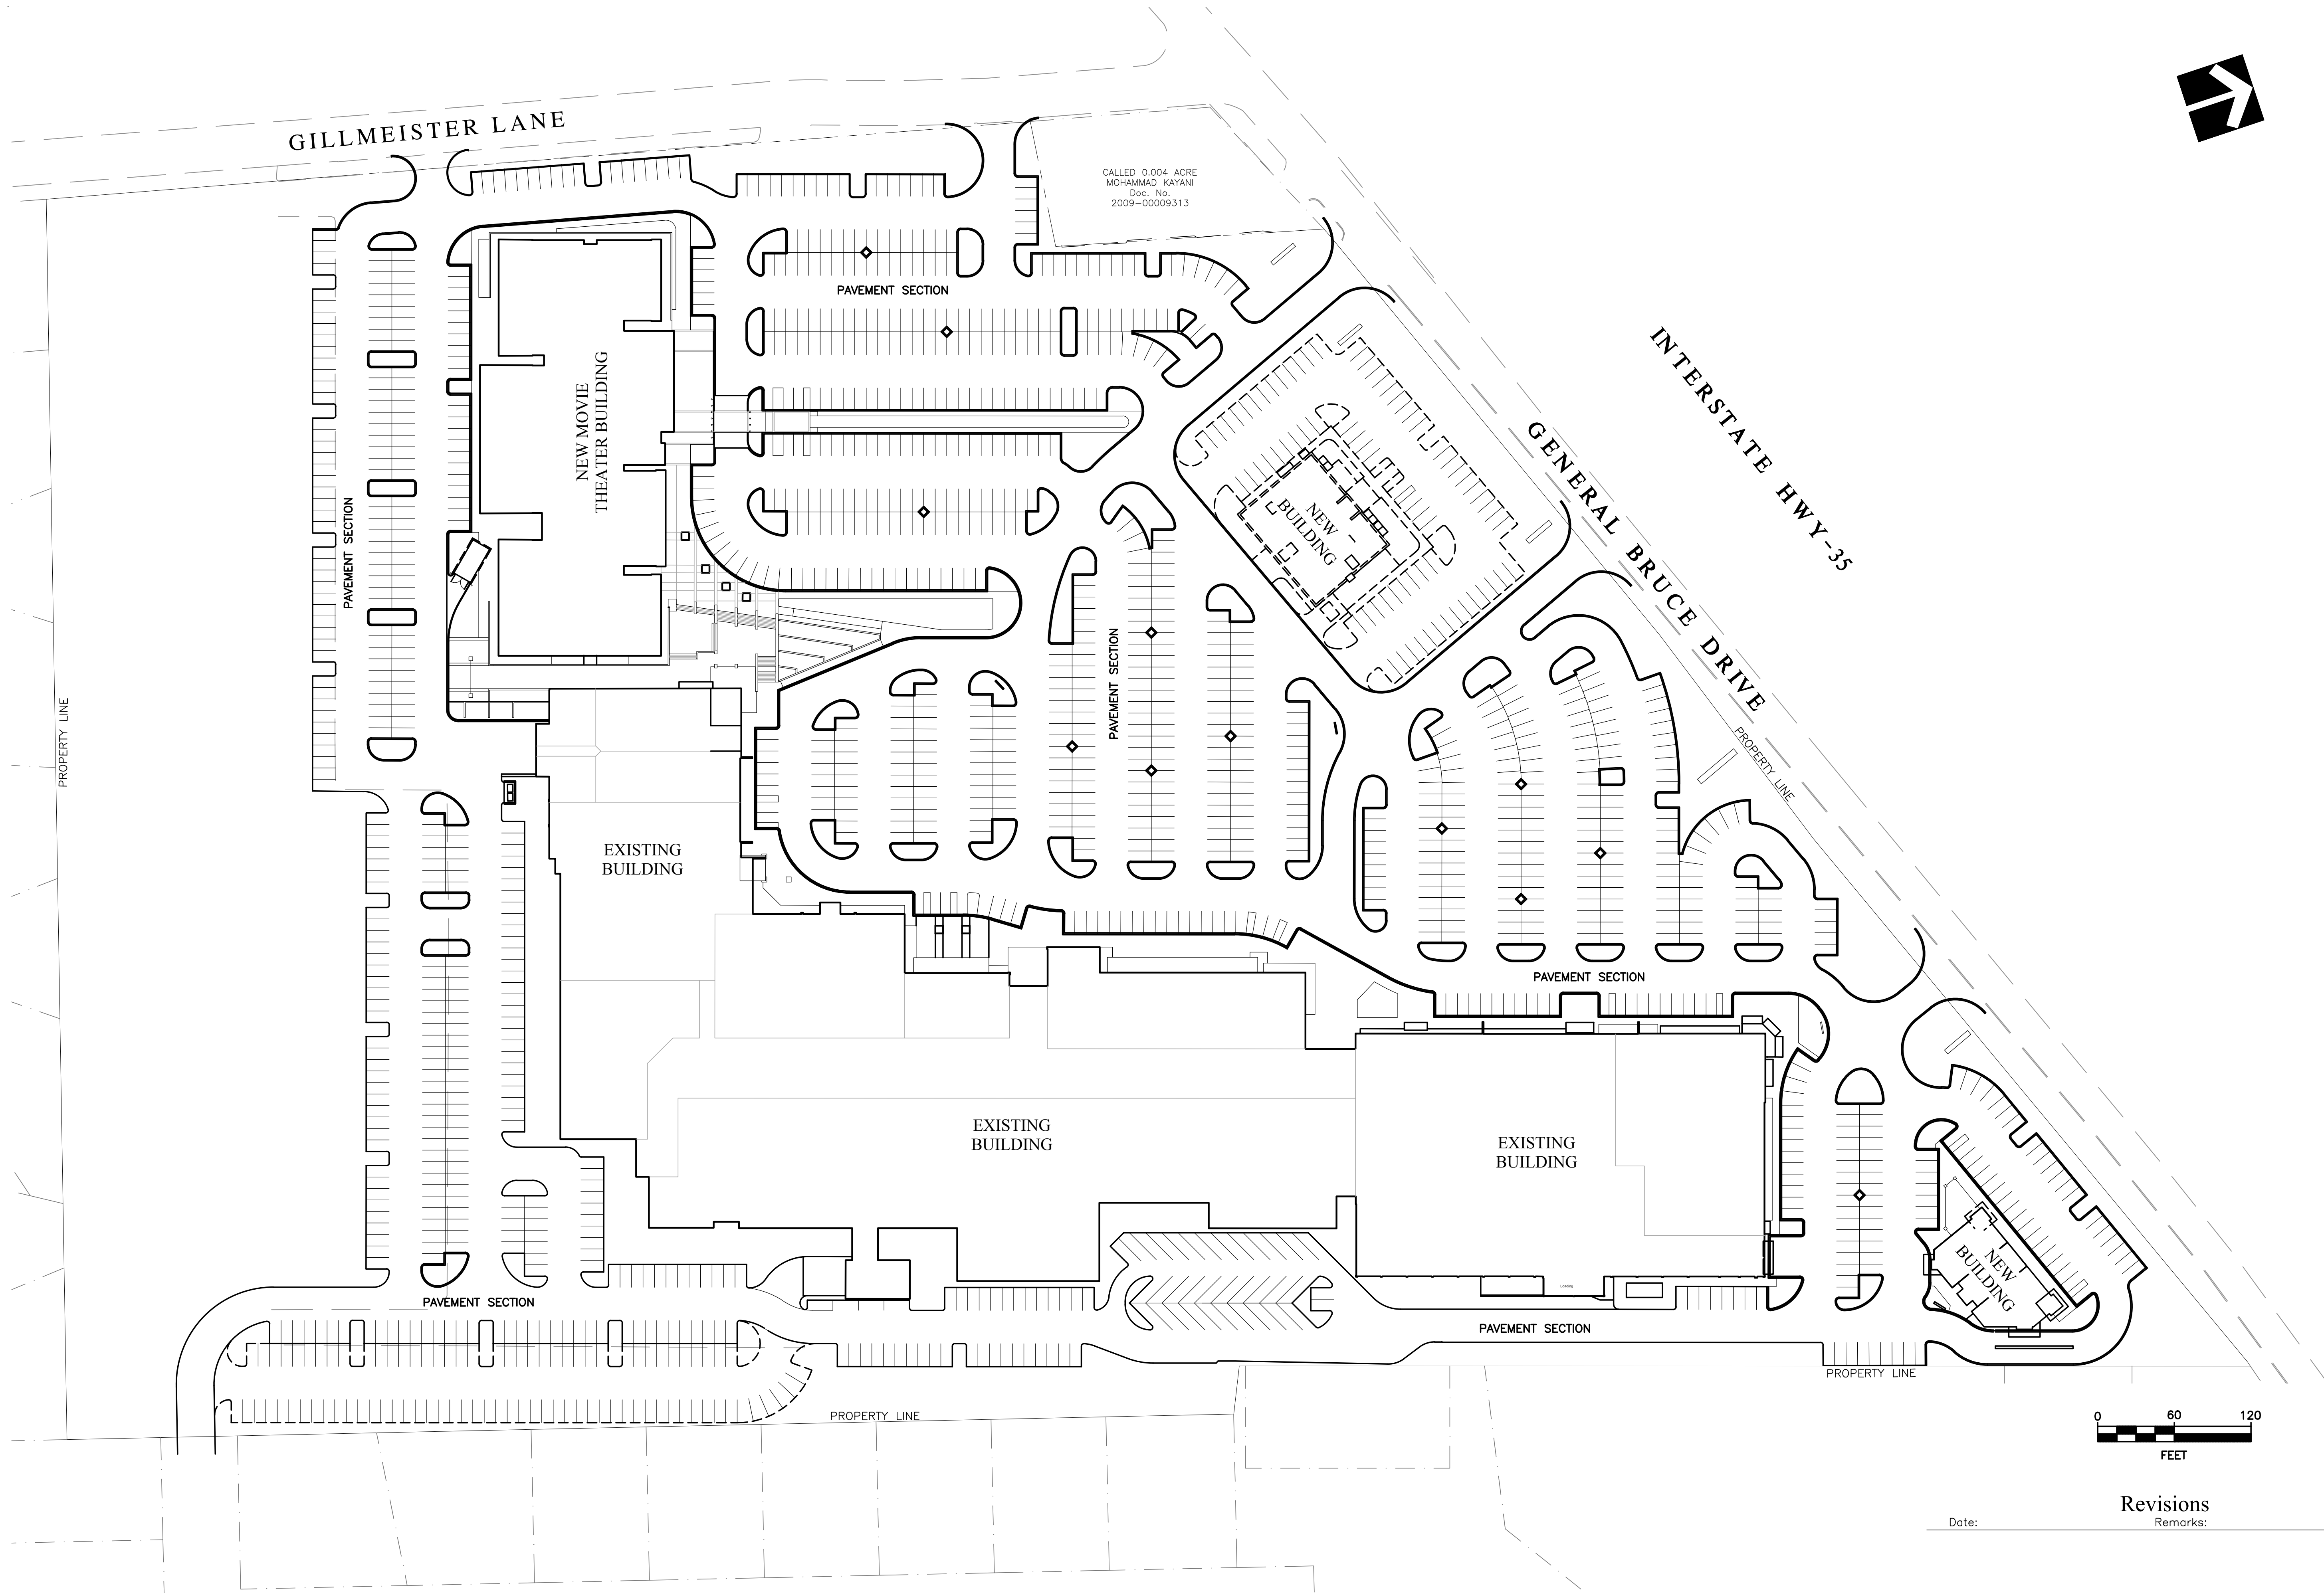 GILLMEISTER LANE
CALLED 0.004 ACRE
MOHAMMAD KAYANI
Doc. No.
2009-00009313
PAVEMENT SECTION
INTERSTATE HWY-35
GENERAL BRUCE DRIVE
NEW MOVIE
THEATER BUILDING
NEW
BUILDING
PAVEMENT SECTION
PAVEMENT SECTION
PROPERTY LINE
PROPERTY LINE
EXISTING
BUILDING
PAVEMENT SECTION
EXISTING
BUILDING
EXISTING
BUILDING
NEW
BUILDING
Loading
PAVEMENT SECTION
PAVEMENT SECTION
PROPERTY LINE
PROPERTY LINE
0 60 120
FEET
Revisions
Date: Remarks: